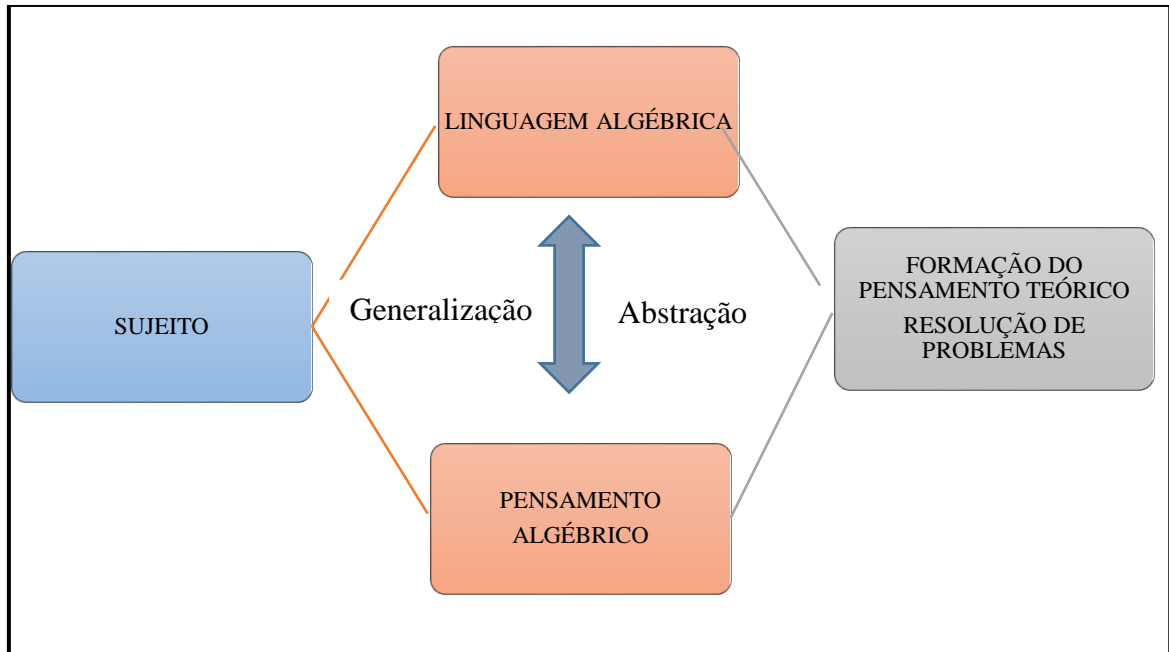 LINGUAGEM ALGÉBRICA
SUJEITO
Generalização
Abstração
FORMAÇÃO DO
PENSAMENTO TEÓRICO
RESOLUÇÃO DE
PROBLEMAS
PENSAMENTO
ALGÉBRICO